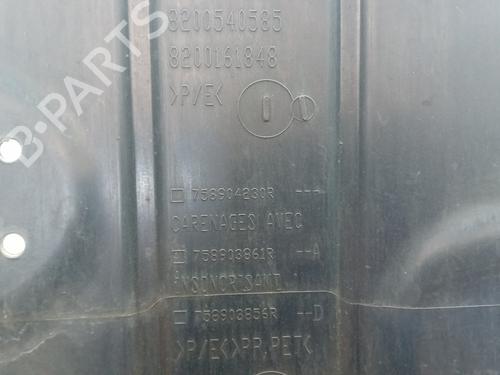 8200540585
8200161848
>P/E<
B-PARTS
758904230R ---
CARENAGES AVEC
758903861R --A
INSONORISANT
758903856R --D
>P/E<>PP,PET<